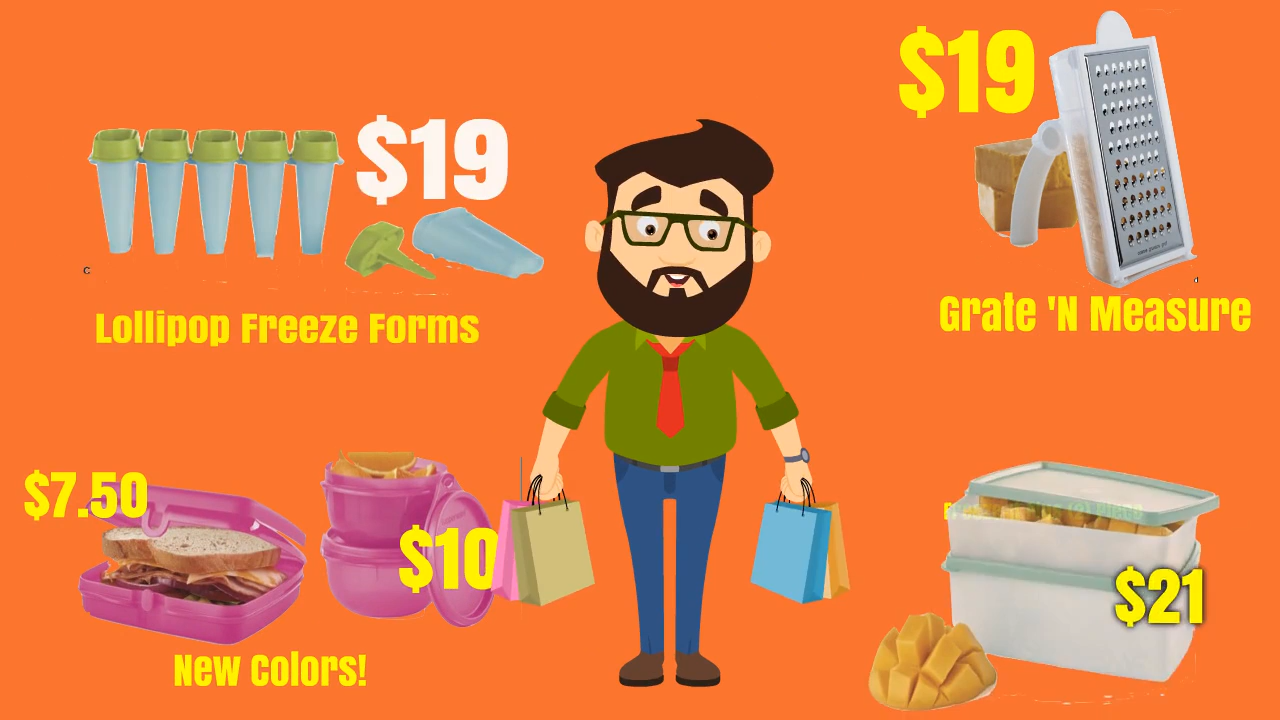 $19
$19
c
d
Grate 'N Measure
Lollipop Freeze Forms
$7.50
$10
$21
New Colors!